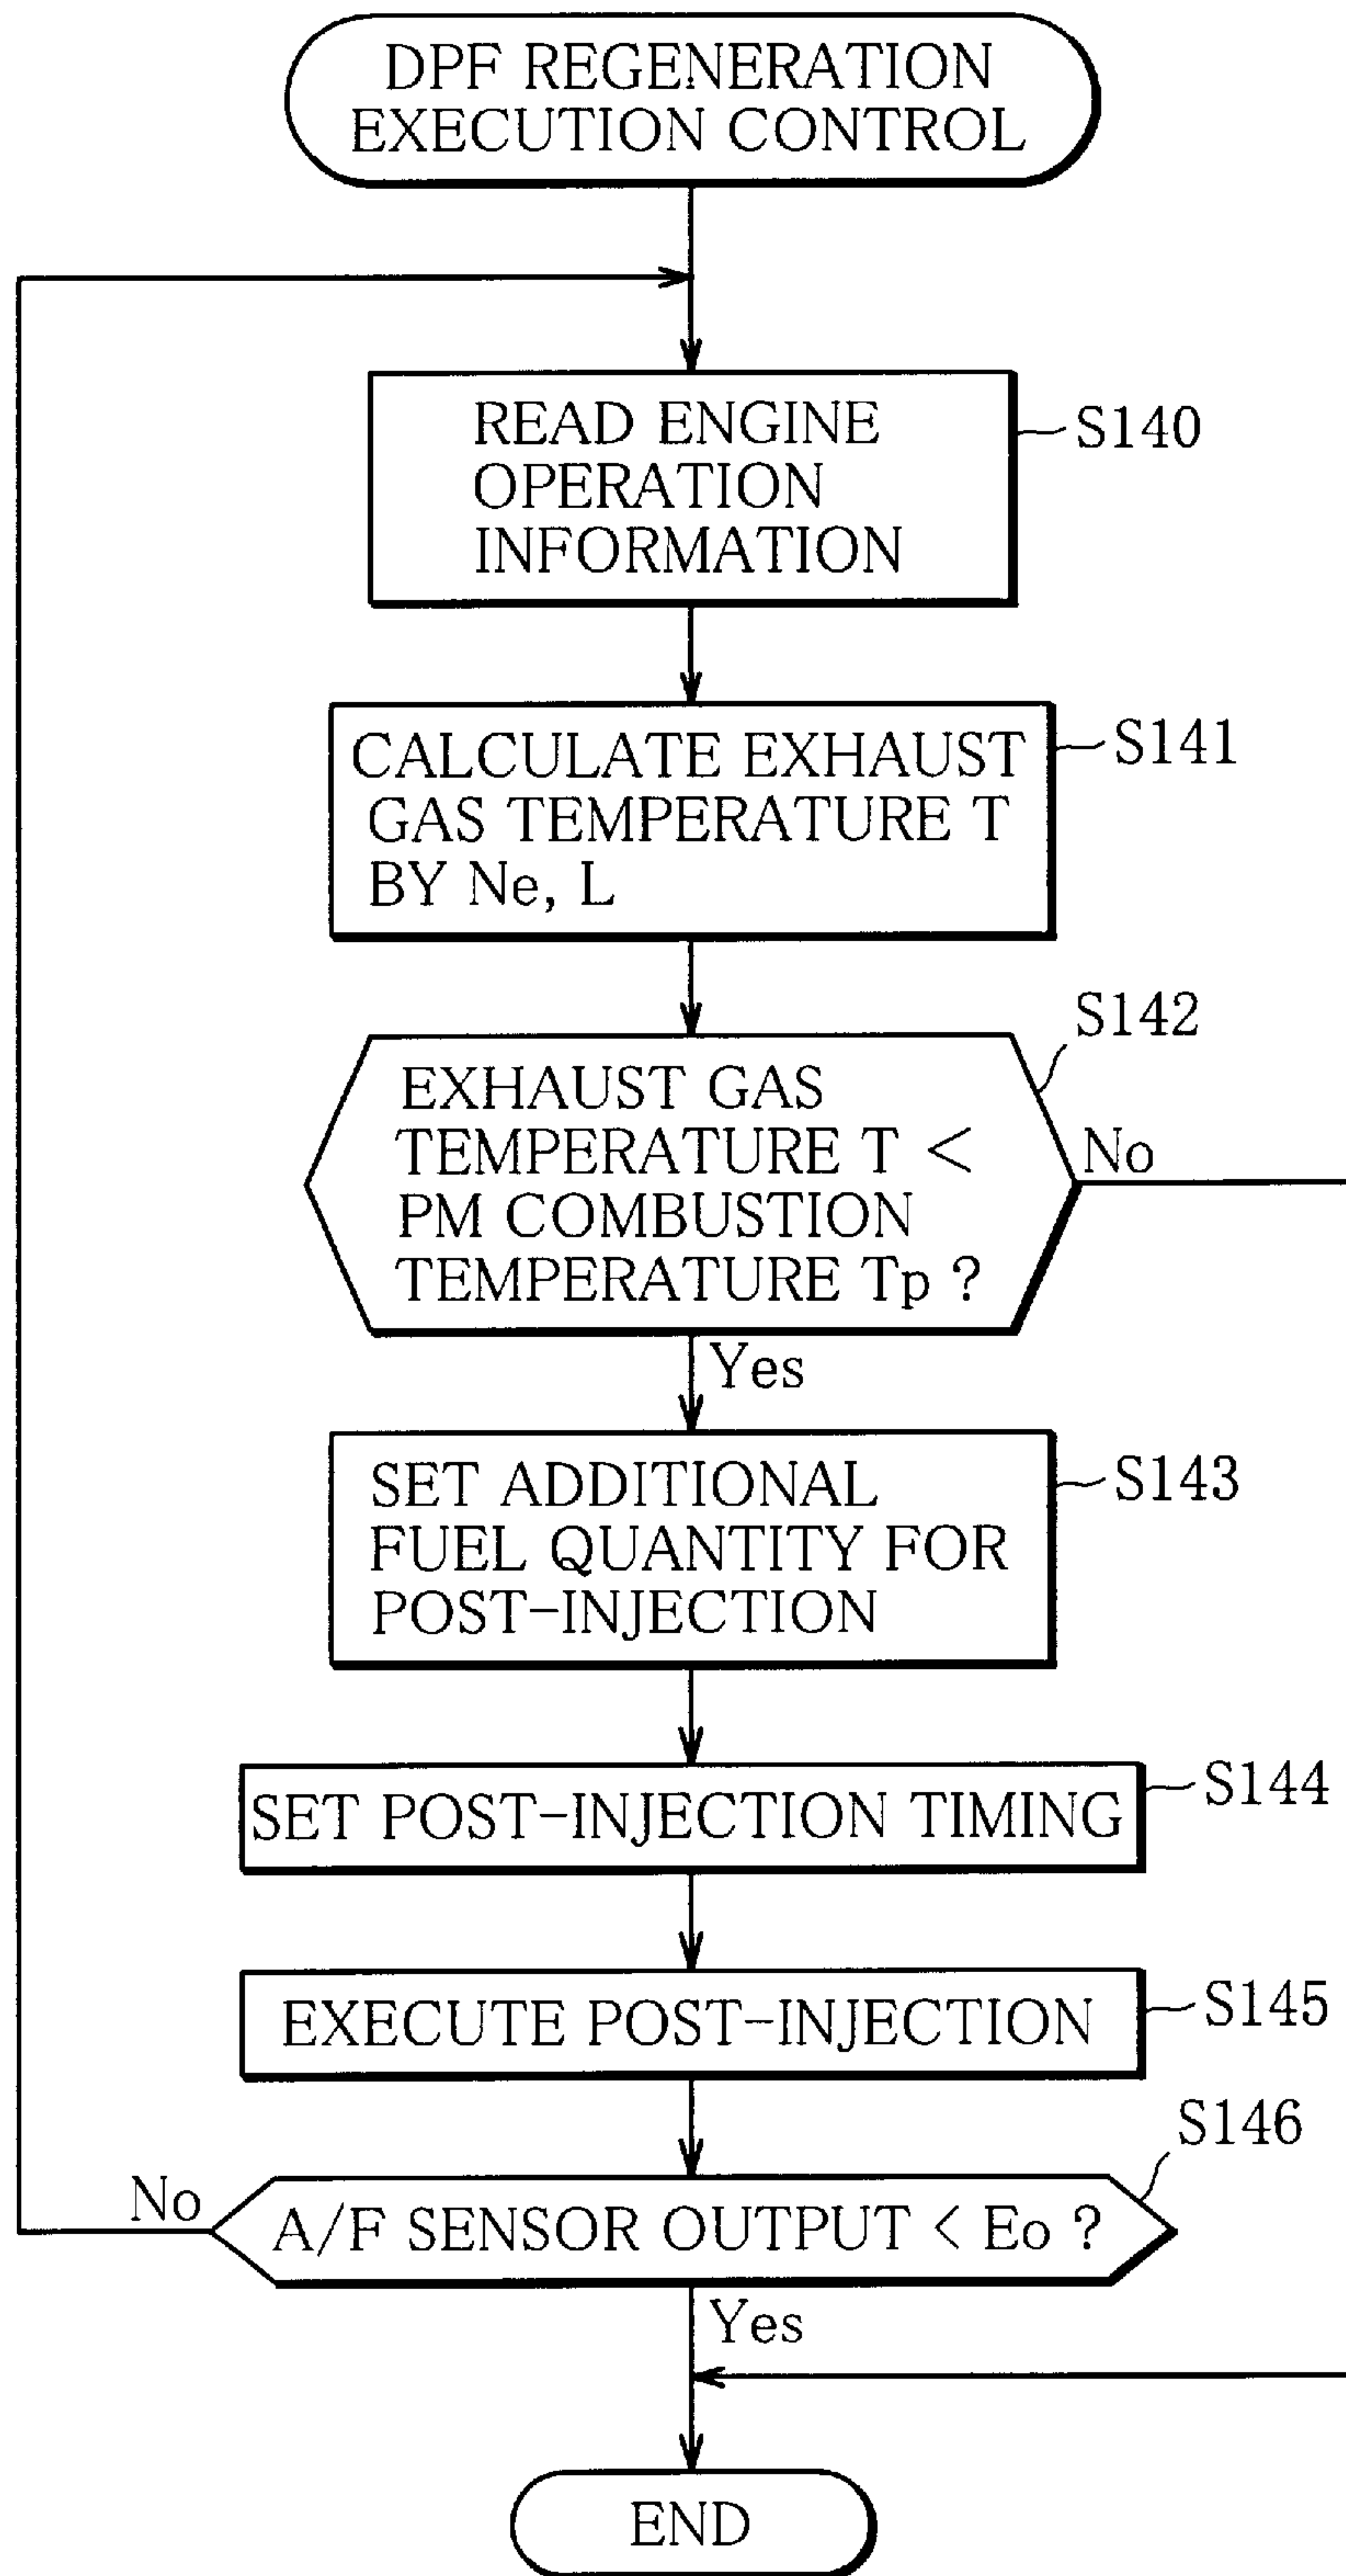 DPF REGENERATION
EXECUTION CONTROL
READ ENGINE
OPERATION
INFORMATION
S140
CALCULATE EXHAUST
GAS TEMPERATURE T
BY Ne, L
S141
S142
EXHAUST GAS
TEMPERATURE T <
PM COMBUSTION
TEMPERATURE Tp ?
No
Yes
SET ADDITIONAL
FUEL QUANTITY FOR
POST-INJECTION
S143
SET POST-INJECTION TIMING
S144
EXECUTE POST-INJECTION
S145
S146
No
A/F SENSOR OUTPUT < Eo ?
Yes
END